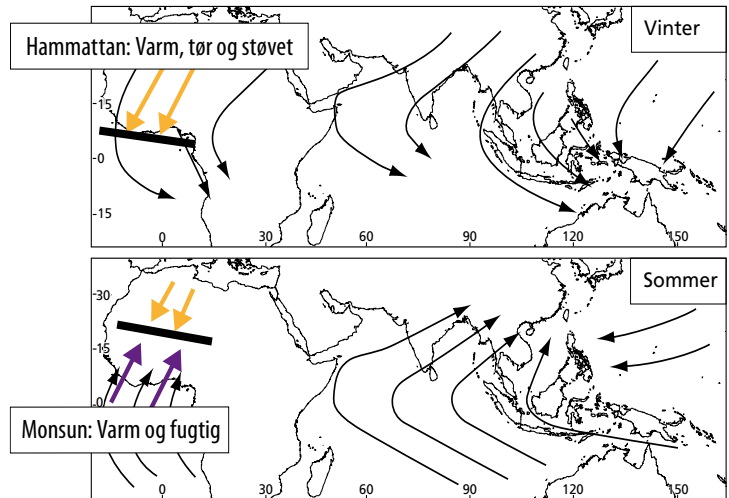 Hammattan: Varm, tør og støvet
Vinter
-15
-0
-15
0 30 60 90 120 150
Sommer
-30
-15
-0
Monsun: Varm og fugtig
0 30 60 90 120 150